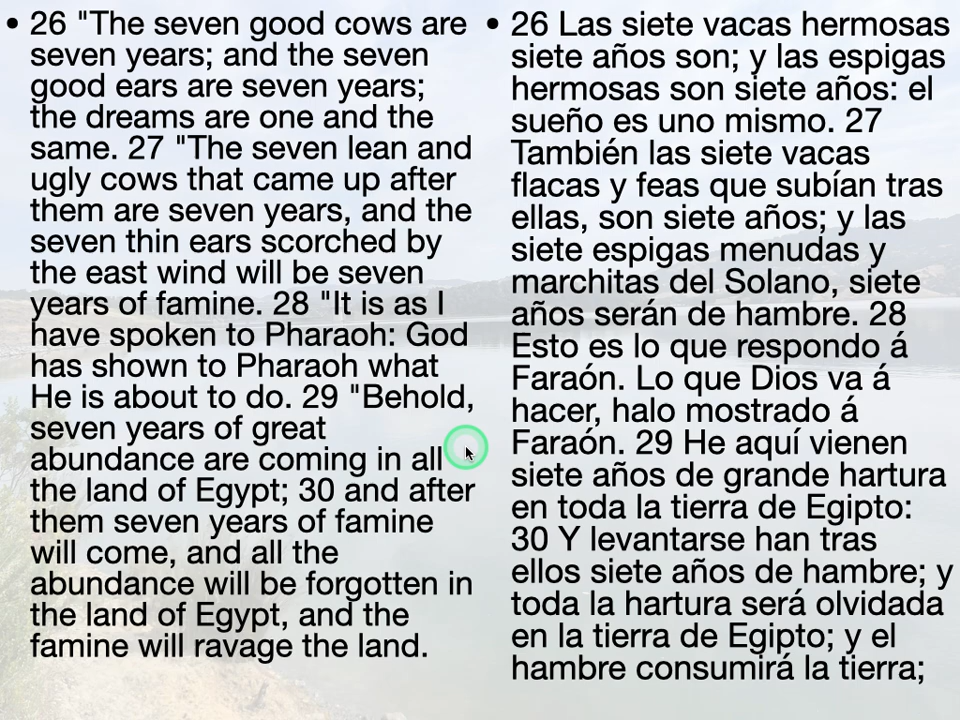 • 26 "The seven good cows are
seven years; and the seven
good ears are seven years;
the dreams are one and the
same. 27 "The seven lean and
ugly cows that came up after
them are seven years, and the
seven thin ears scorched by
the east wind will be seven
years of famine. 28 "It is as I
have spoken to Pharaoh: God
has shown to Pharaoh what
He is about to do. 29 "Behold,
seven years of great
abundance are coming in all
the land of Egypt; 30 and after
them seven years of famine
will come, and all the
abundance will be forgotten in
the land of Egypt, and the
famine will ravage the land.
• 26 Las siete vacas hermosas
siete años son; y las espigas
hermosas son siete años: el
sueño es uno mismo. 27
También las siete vacas
flacas y feas que subían tras
ellas, son siete años; y las
siete espigas menudas y
marchitas del Solano, siete
años serán de hambre. 28
Esto es lo que respondo á
Faraón. Lo que Dios va á
hacer, halo mostrado á
Faraón. 29 He aquí vienen
siete años de grande hartura
en toda la tierra de Egipto:
30 Y levantarse han tras
ellos siete años de hambre; y
toda la hartura será olvidada
en la tierra de Egipto; y el
hambre consumirá la tierra;